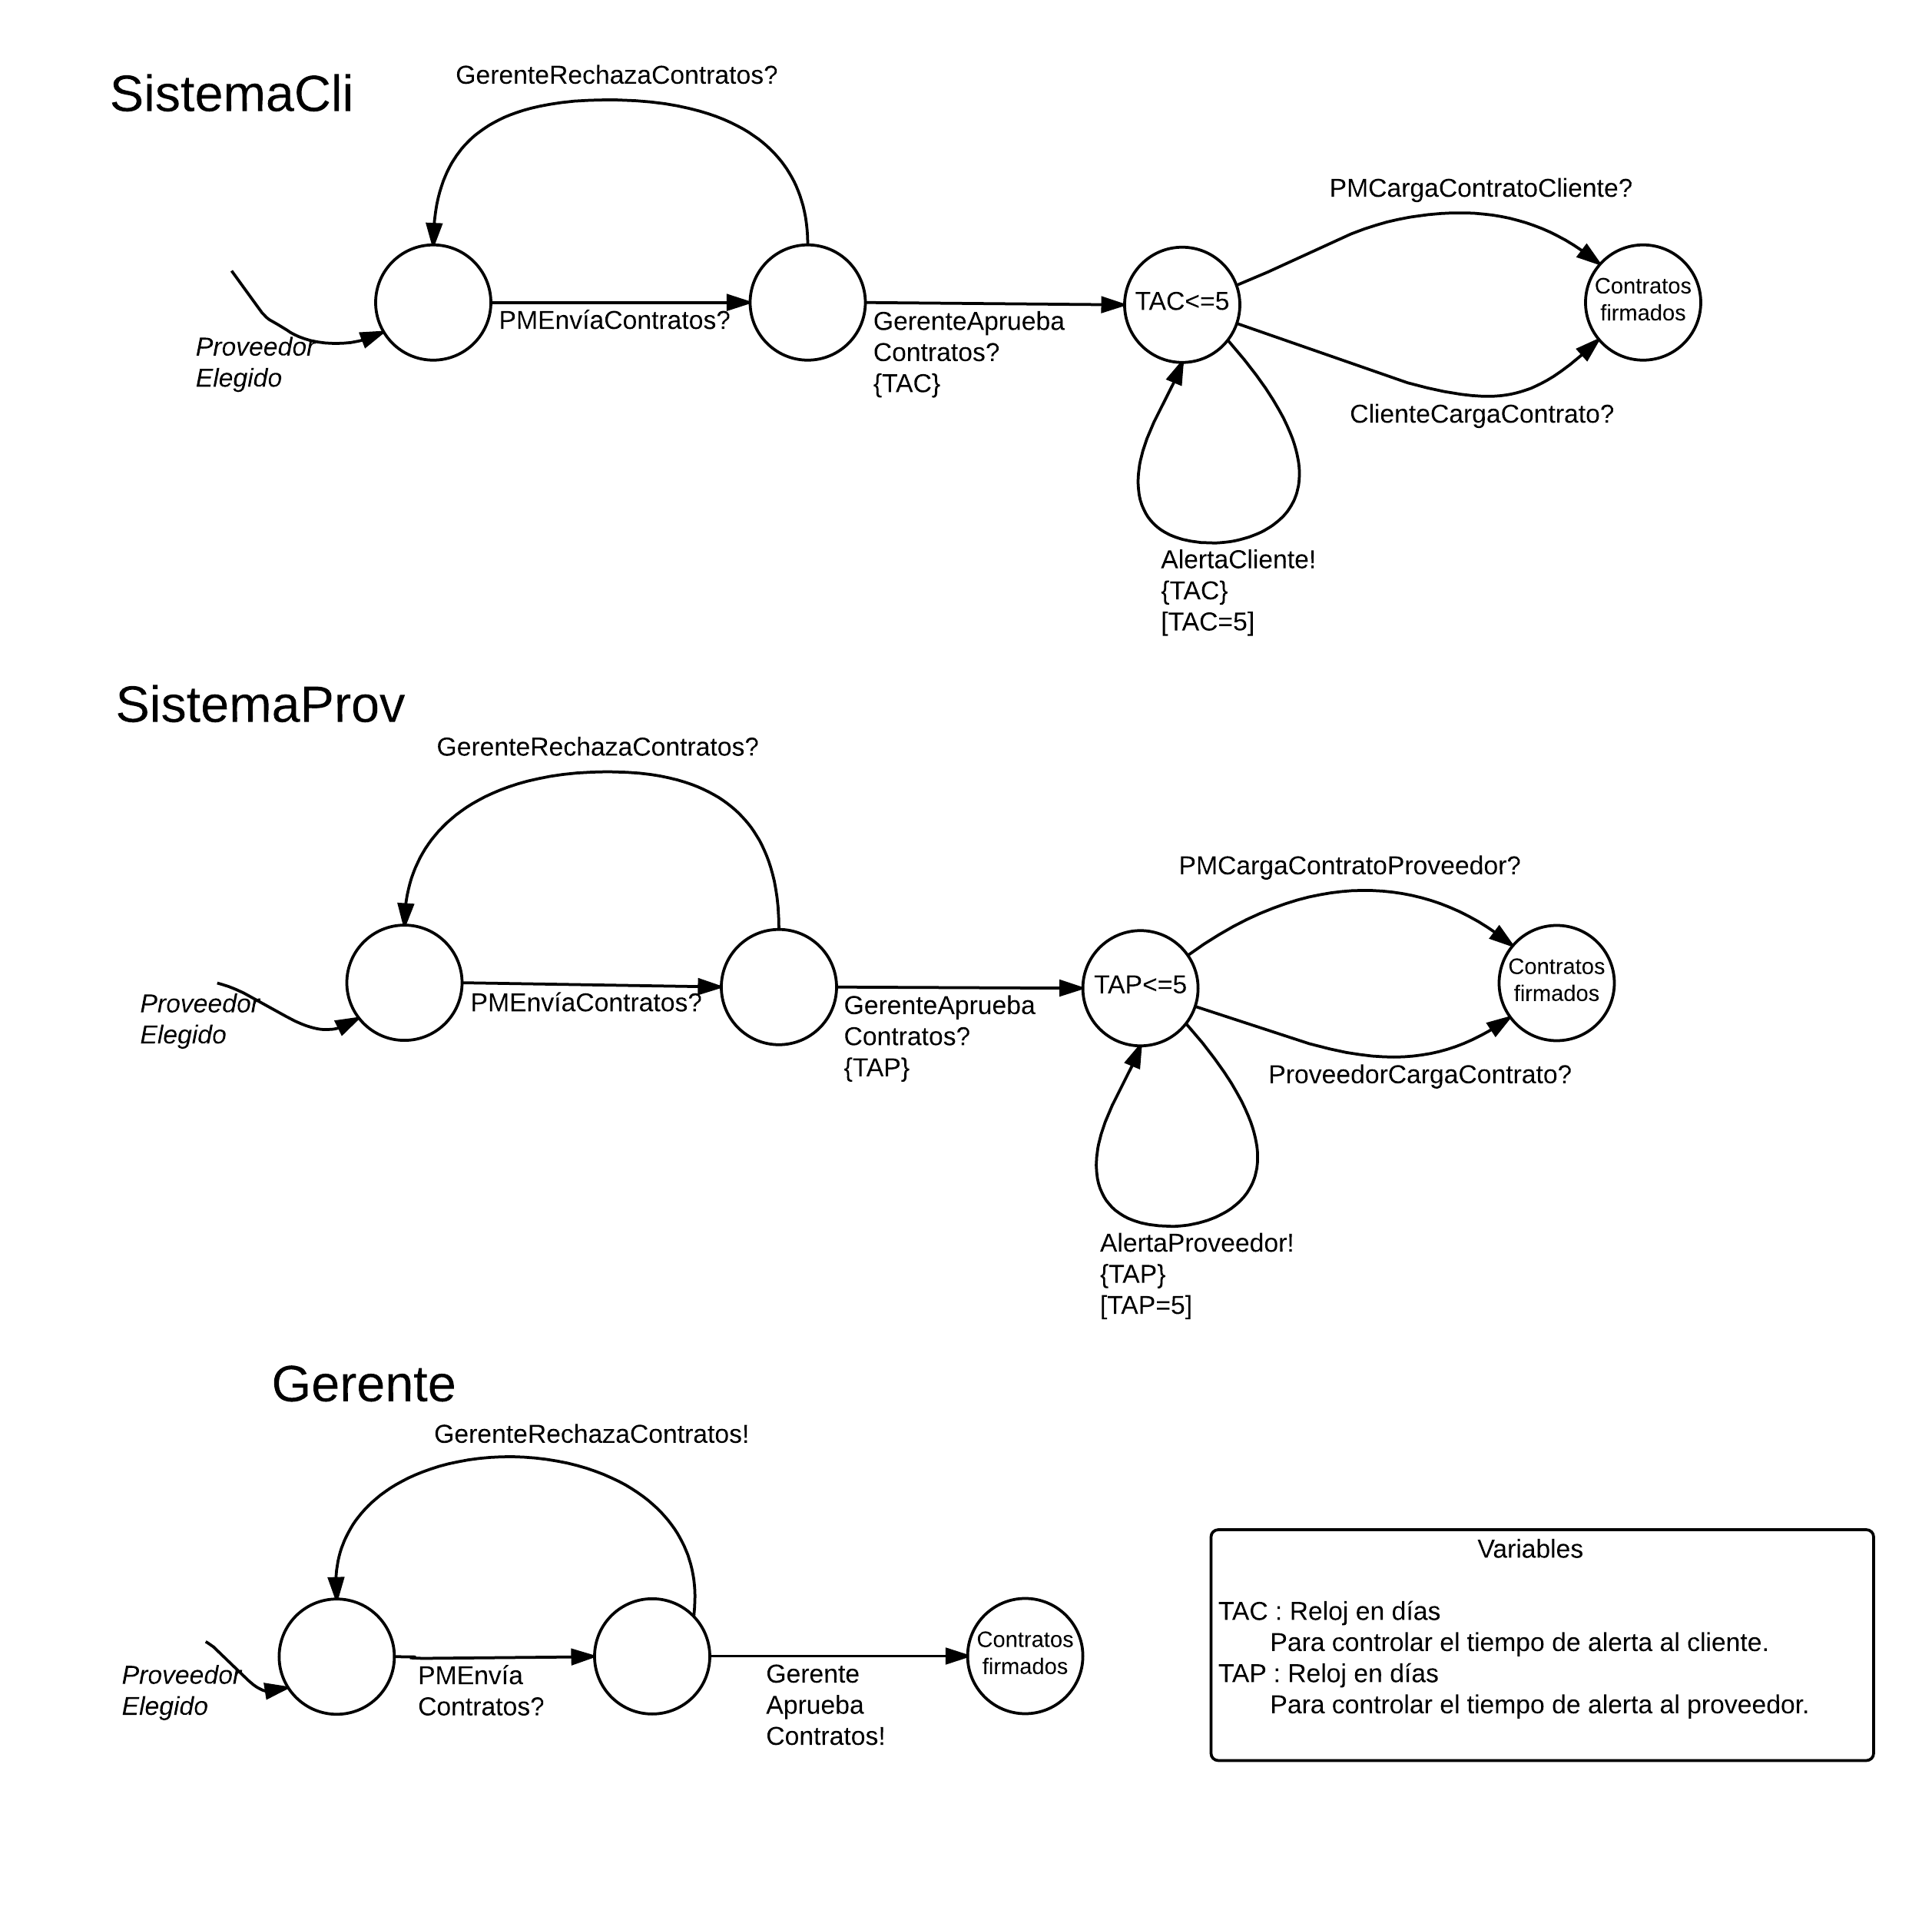 SistemaCli
GerenteRechazaContratos?
PMCargaContratoCliente?
Proveedor
Elegido
PMEnvíaContratos?
GerenteAprueba
Contratos?
{TAC}
TAC<=5
Contratos
firmados
ClienteCargaContrato?
AlertaCliente!
{TAC}
[TAC=5]
SistemaProv
GerenteRechazaContratos?
PMCargaContratoProveedor?
Proveedor
Elegido
PMEnvíaContratos?
GerenteAprueba
Contratos?
{TAP}
TAP<=5
Contratos
firmados
ProveedorCargaContrato?
AlertaProveedor!
{TAP}
[TAP=5]
Gerente
GerenteRechazaContratos!
Proveedor
Elegido
PMEnvía
Contratos?
Gerente
Aprueba
Contratos!
Contratos
firmados
Variables
TAC : Reloj en días
Para controlar el tiempo de alerta al cliente.
TAP : Reloj en días
Para controlar el tiempo de alerta al proveedor.